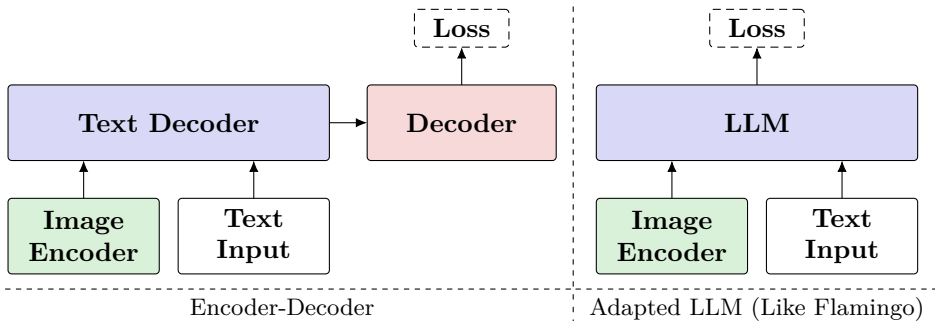 Loss
Text Decoder
Decoder
Image
Encoder
Text
Input
Encoder-Decoder
Loss
LLM
Image
Encoder
Text
Input
Adapted LLM (Like Flamingo)